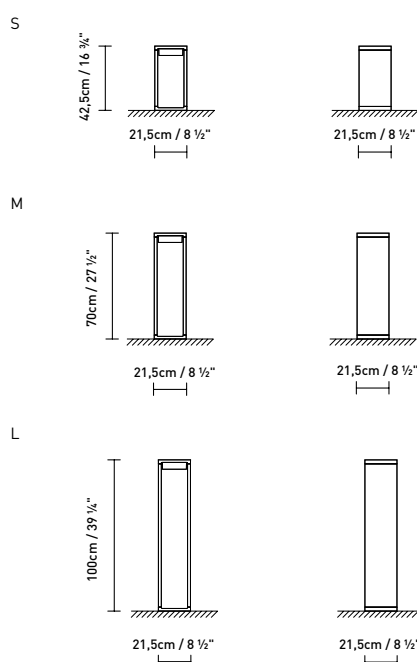 S
42,5cm / 16 ¾"
21,5cm / 8 ½"
21,5cm / 8 ½"
M
70cm / 27 ½"
21,5cm / 8 ½"
21,5cm / 8 ½"
L
100cm / 39 ¼"
21,5cm / 8 ½"
21,5cm / 8 ½"